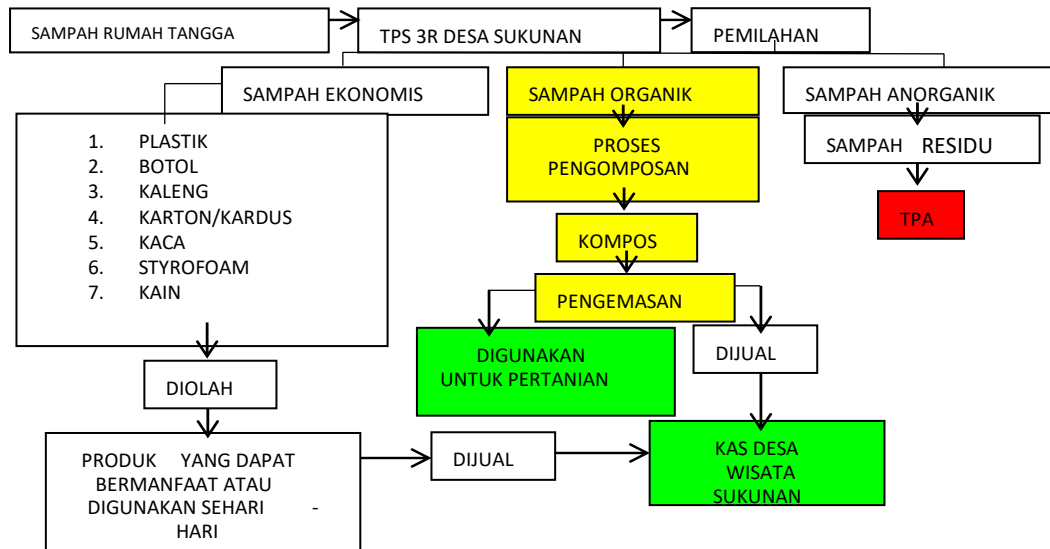 SAMPAH RUMAH TANGGA
TPS 3R DESA SUKUNAN
PEMILAHAN
SAMPAH EKONOMIS
SAMPAH ORGANIK
SAMPAH ANORGANIK
1. PLASTIK
2. BOTOL
3. KALENG
4. KARTON/KARDUS
5. KACA
6. STYROFOAM
7. KAIN
PROSES
PENGOMPOSAN
SAMPAH RESIDU
TPA
KOMPOS
PENGEMASAN
DIGUNAKAN
UNTUK PERTANIAN
DIJUAL
DIOLAH
PRODUK YANG DAPAT
BERMANFAAT ATAU
DIGUNAKAN SEHARI -
HARI
DIJUAL
KAS DESA
WISATA
SUKUNAN